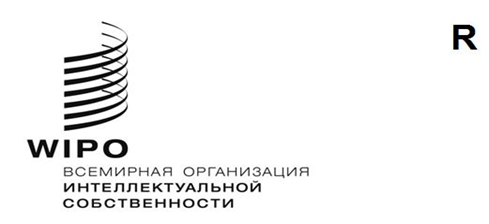 R
WIPO
ВСЕМИРНАЯ ОРГАНИЗАЦИЯ
ИНТЕЛЛЕКТУАЛЬНОЙ
СОБСТВЕННОСТИ